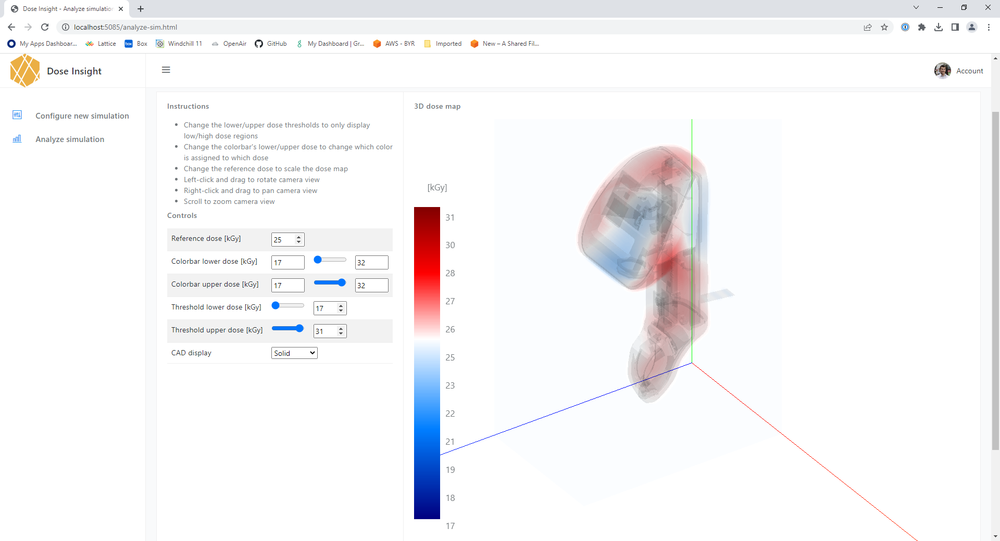 Dose Insight - Analyze simulation
localhost:5085/analyze-sim.html
My Apps Dashboar...
Lattice
box
Box
Windchill 11
OpenAir
GitHub
My Dashboard | Gr...
AWS - BYR
Imported
New – A Shared Fil...
Dose Insight
Account
Configure new simulation
Analyze simulation
Instructions
Change the lower/upper dose thresholds to only display
low/high dose regions
Change the colorbar's lower/upper dose to change which color
is assigned to which dose
Change the reference dose to scale the dose map
Left-click and drag to rotate camera view
Right-click and drag to pan camera view
Scroll to zoom camera view
Controls
Reference dose [kGy] 25
Colorbar lower dose [kGy] 17 32
Colorbar upper dose [kGy] 17 32
Threshold lower dose [kGy] 17
Threshold upper dose [kGy] 31
CAD display Solid
3D dose map
[kGy]
31
30
28
27
26
25
23
22
21
19
18
17